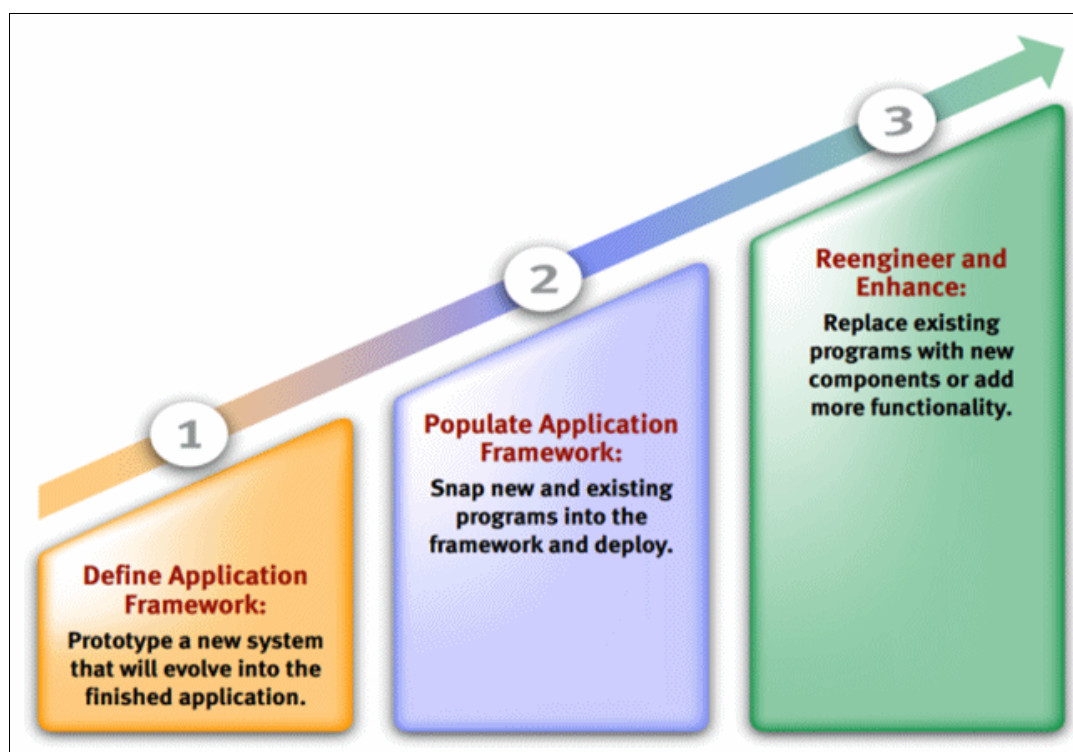 1
Define Application
Framework:
Prototype a new system
that will evolve into the
finished application.
2
Populate Application
Framework:
Snap new and existing
programs into the
framework and deploy.
3
Reengineer and
Enhance:
Replace existing
programs with new
components or add
more functionality.